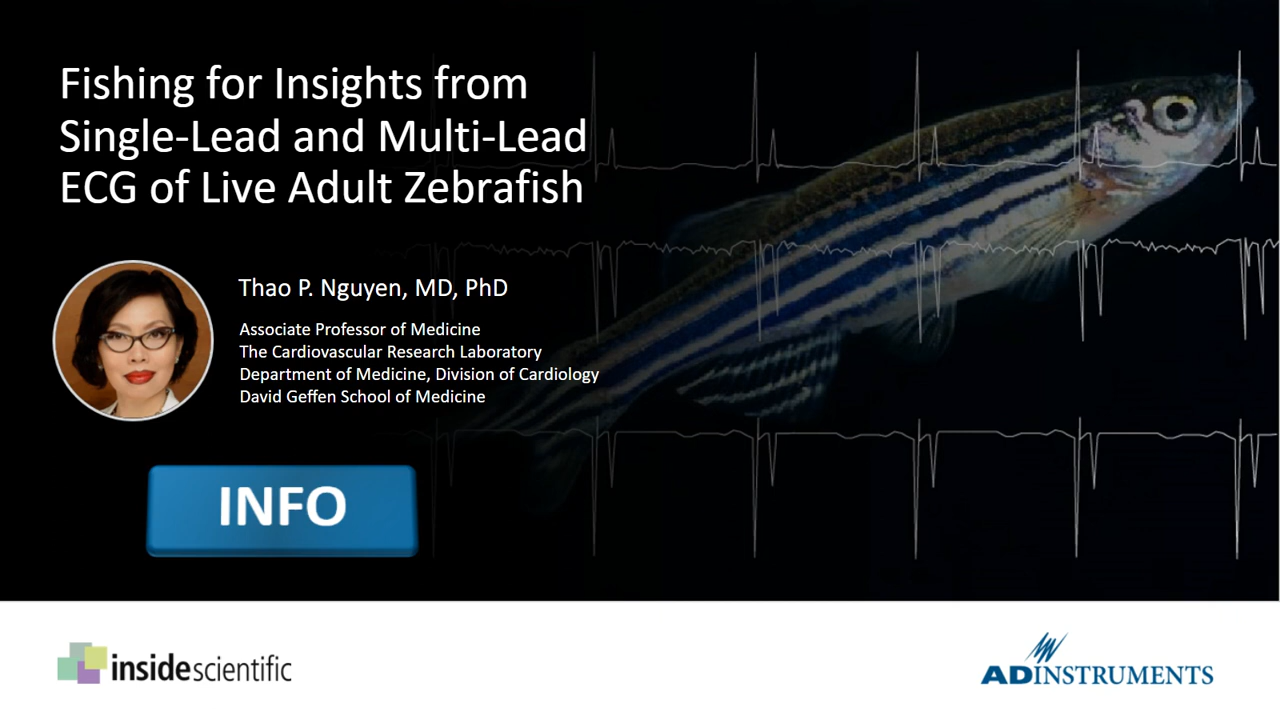 Fishing for Insights from
Single-Lead and Multi-Lead
ECG of Live Adult Zebrafish
Thao P. Nguyen, MD, PhD
Associate Professor of Medicine
The Cardiovascular Research Laboratory
Department of Medicine, Division of Cardiology
David Geffen School of Medicine
INFO
insidescientific
ADINSTRUMENTS